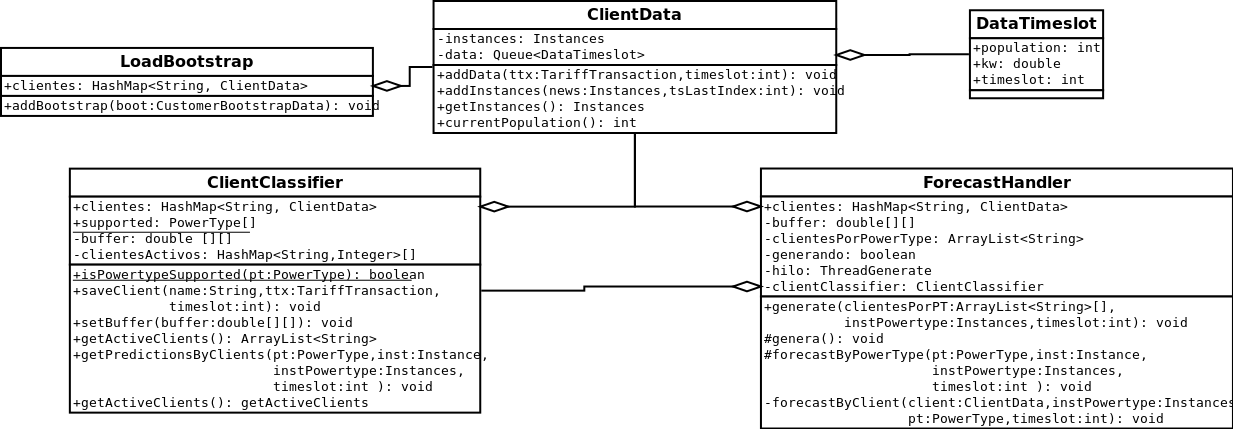 ClientData
-instances: Instances
-data: Queue<DataTimeslot>
+addData(ttx:TariffTransaction,timeslot:int): void
+addInstances(news:Instances,tsLastIndex:int): void
+getInstances(): Instances
+currentPopulation(): int
DataTimeslot
+population: int
+kw: double
+timeslot: int
LoadBootstrap
+clientes: HashMap<String, ClientData>
+addBootstrap(boot:CustomerBootstrapData): void
ClientClassifier
+clientes: HashMap<String, ClientData>
+supported: PowerType[]
-buffer: double [][]
-clientesActivos: HashMap<String,Integer>[]
+isPowertypeSupported(pt:PowerType): boolean
+saveClient(name:String,ttx:TariffTransaction,
timeslot:int): void
+setBuffer(buffer:double[][]): void
+getActiveClients(): ArrayList<String>
+getPredictionsByClients(pt:PowerType,inst:Instance,
instPowertype:Instances,
timeslot:int ): void
+getActiveClients(): getActiveClients
ForecastHandler
+clientes: HashMap<String, ClientData>
-buffer: double[][]
-clientesPorPowerType: ArrayList<String>
-generando: boolean
-hilo: ThreadGenerate
-clientClassifier: ClientClassifier
+generate(clientesPorPT:ArrayList<String>[],
instPowertype:Instances,timeslot:int): void
#genera(): void
#forecastByPowerType(pt:PowerType,inst:Instance,
instPowertype:Instances,
timeslot:int ): void
-forecastByClient(client:ClientData,instPowertype:Instances
pt:PowerType,timeslot:int): void